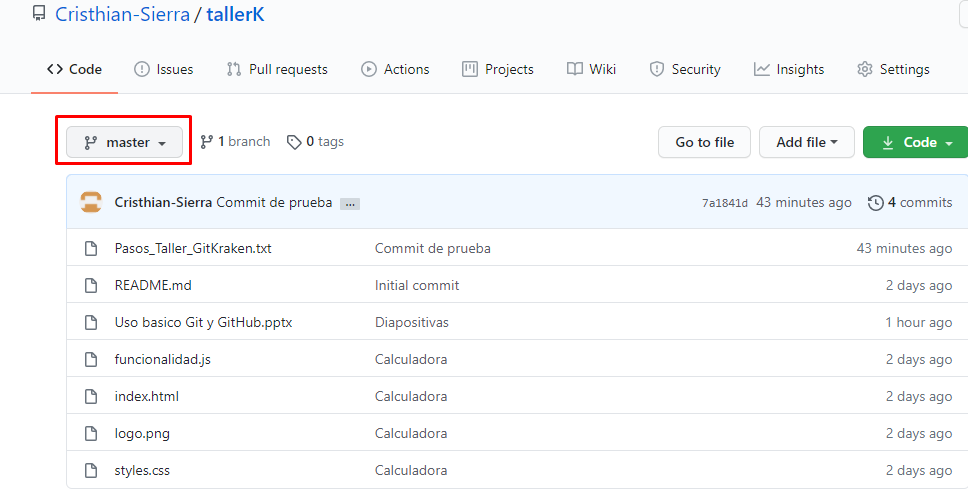 Cristhian-Sierra / tallerK
Code Issues Pull requests Actions Projects Wiki Security Insights Settings
master 1 branch 0 tags Go to file Add file Code
Cristhian-Sierra Commit de prueba ... 7a1841d 43 minutes ago 4 commits
Pasos_Taller_GitKraken.txt Commit de prueba 43 minutes ago
README.md Initial commit 2 days ago
Uso basico Git y GitHub.pptx Diapositivas 1 hour ago
funcionalidad.js Calculadora 2 days ago
index.html Calculadora 2 days ago
logo.png Calculadora 2 days ago
styles.css Calculadora 2 days ago